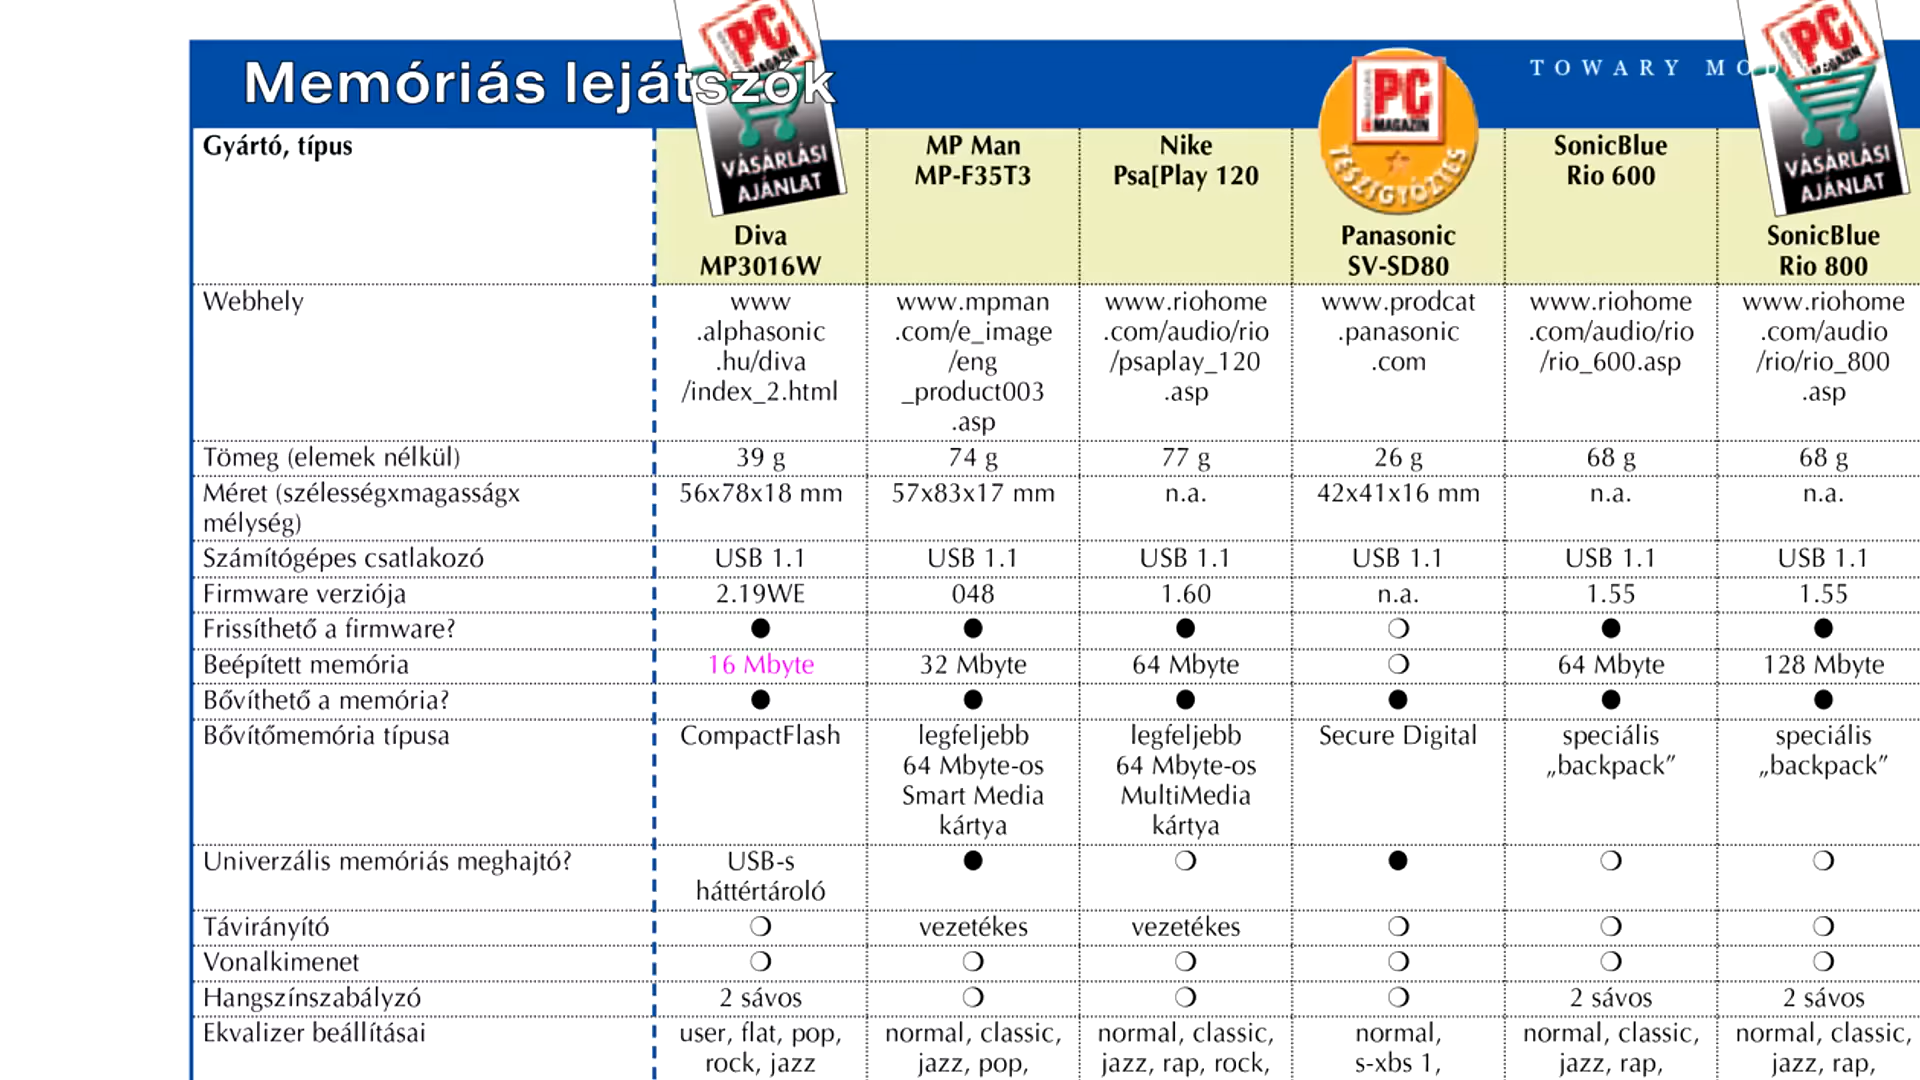 Memóriás lejátszók
TOWARY MODNE
PC
MAGAZIN
VÁSÁRLÁSI
AJÁNLAT
PC
MAGAZIN
TESZTGYŐZTES
PC
MAGAZIN
VÁSÁRLÁSI
AJÁNLAT
Gyártó, típus
Diva
MP3016W
MP Man
MP-F35T3
Nike
Psa[Play 120
Panasonic
SV-SD80
SonicBlue
Rio 600
SonicBlue
Rio 800
Webhely
www
.alphasonic
.hu/diva
/index_2.html
www.mpman
.com/e_image
/eng
_product003
.asp
www.riohome
.com/audio/rio
/psaplay_120
.asp
www.prodcat
.panasonic
.com
www.riohome
.com/audio/rio
/rio_600.asp
www.riohome
.com/audio
/rio/rio_800
.asp
Tömeg (elemek nélkül) 39 g 74 g 77 g 26 g 68 g 68 g
Méret (szélességxmagasságx
mélység)
56x78x18 mm 57x83x17 mm n.a. 42x41x16 mm n.a. n.a.
Számítógépes csatlakozó USB 1.1 USB 1.1 USB 1.1 USB 1.1 USB 1.1 USB 1.1
Firmware verziója 2.19WE 048 1.60 n.a. 1.55 1.55
Frissíthető a firmware? ● ● ● ❍ ● ●
Beépített memória 16 Mbyte 32 Mbyte 64 Mbyte ❍ 64 Mbyte 128 Mbyte
Bővíthető a memória? ● ● ● ● ● ●
Bővítőmemória típusa
CompactFlash
legfeljebb
64 Mbyte-os
Smart Media
kártya
legfeljebb
64 Mbyte-os
MultiMedia
kártya
Secure Digital
speciális
„backpack”
speciális
„backpack”
Univerzális memóriás meghajtó?
USB-s
háttértároló
● ❍ ● ❍ ❍
Távirányító ❍ vezetékes vezetékes ❍ ❍ ❍
Vonalkimenet ❍ ❍ ❍ ❍ ❍ ❍
Hangszínszabályzó 2 sávos ❍ ❍ ❍ 2 sávos 2 sávos
Ekvalizer beállításai
user, flat, pop,
rock, jazz
normal, classic,
jazz, pop,
normal, classic,
jazz, rap, rock,
normal,
s-xbs 1,
normal, classic,
jazz, rap,
normal, classic,
jazz, rap,